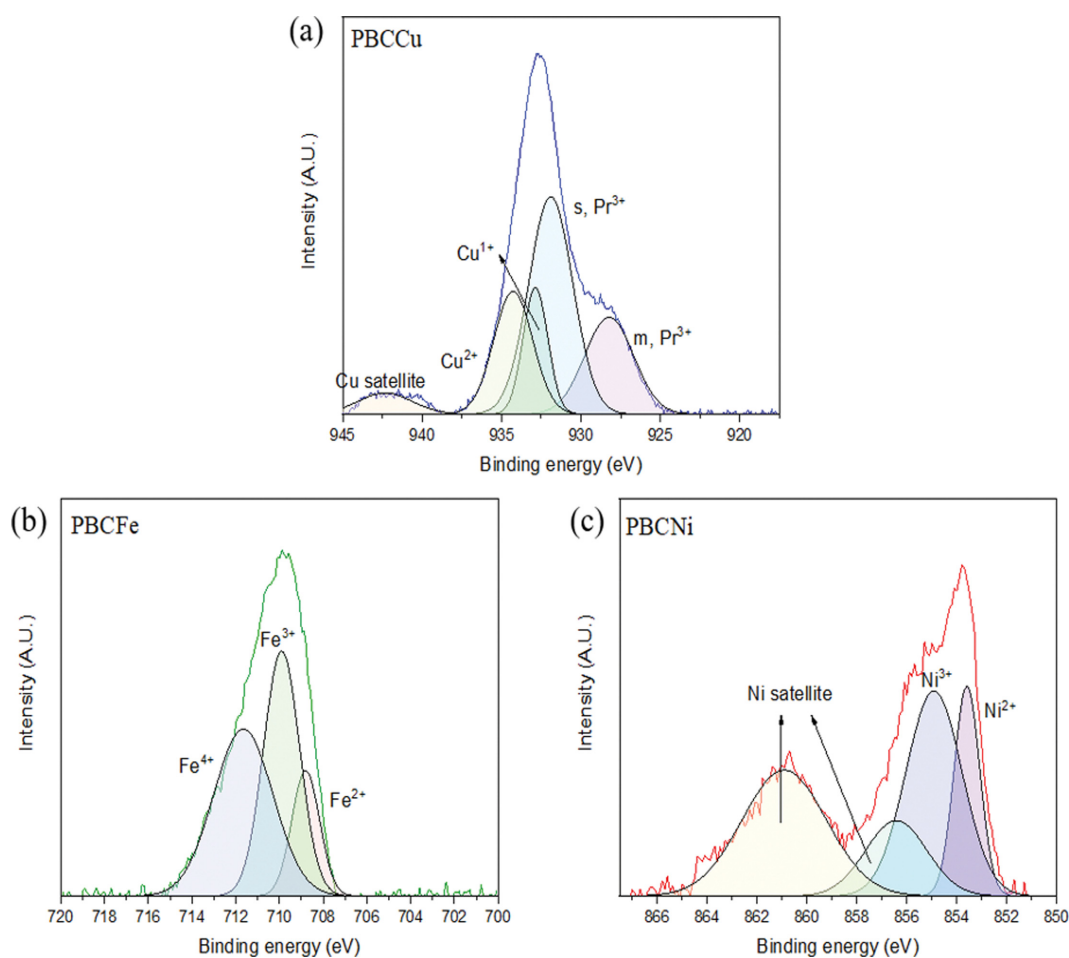 (a)
PBCCu
Intensity (A.U.)
s, Pr³⁺
Cu¹⁺
m, Pr³⁺
Cu²⁺
Cu satellite
945 940 935 930 925 920
Binding energy (eV)
(b)
PBCFe
Intensity (A.U.)
Fe³⁺
Fe⁴⁺
Fe²⁺
720 718 716 714 712 710 708 706 704 702 700
Binding energy (eV)
(c)
PBCNi
Intensity (A.U.)
Ni satellite
Ni³⁺
Ni²⁺
866 864 862 860 858 856 854 852 850
Binding energy (eV)